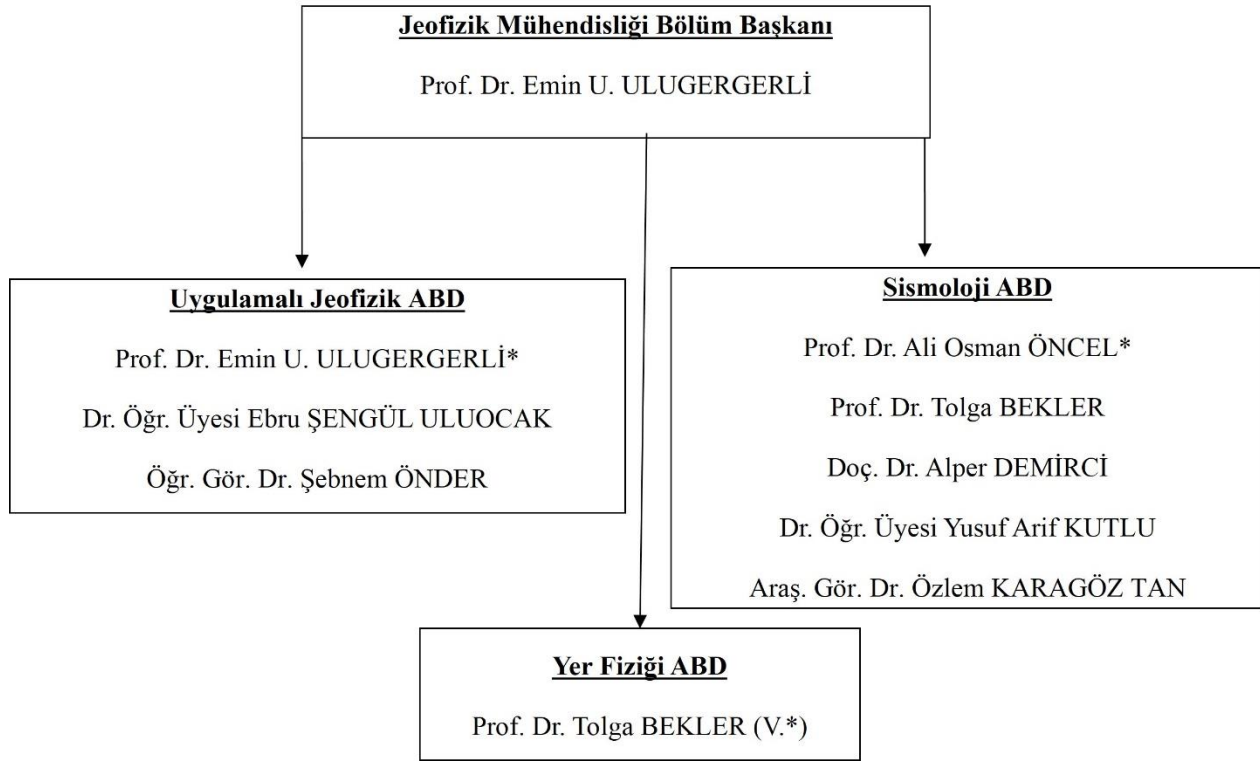 Jeofizik Mühendisliği Bölüm Başkanı
Prof. Dr. Emin U. ULUGERGERLİ
Uygulamalı Jeofizik ABD
Prof. Dr. Emin U. ULUGERGERLİ*
Dr. Öğr. Üyesi Ebru ŞENGÜL ULUOCAK
Öğr. Gör. Dr. Şebnem ÖNDER
Sismoloji ABD
Prof. Dr. Ali Osman ÖNCEL*
Prof. Dr. Tolga BEKLER
Doç. Dr. Alper DEMİRCİ
Dr. Öğr. Üyesi Yusuf Arif KUTLU
Araş. Gör. Dr. Özlem KARAGÖZ TAN
Yer Fiziği ABD
Prof. Dr. Tolga BEKLER (V.*)